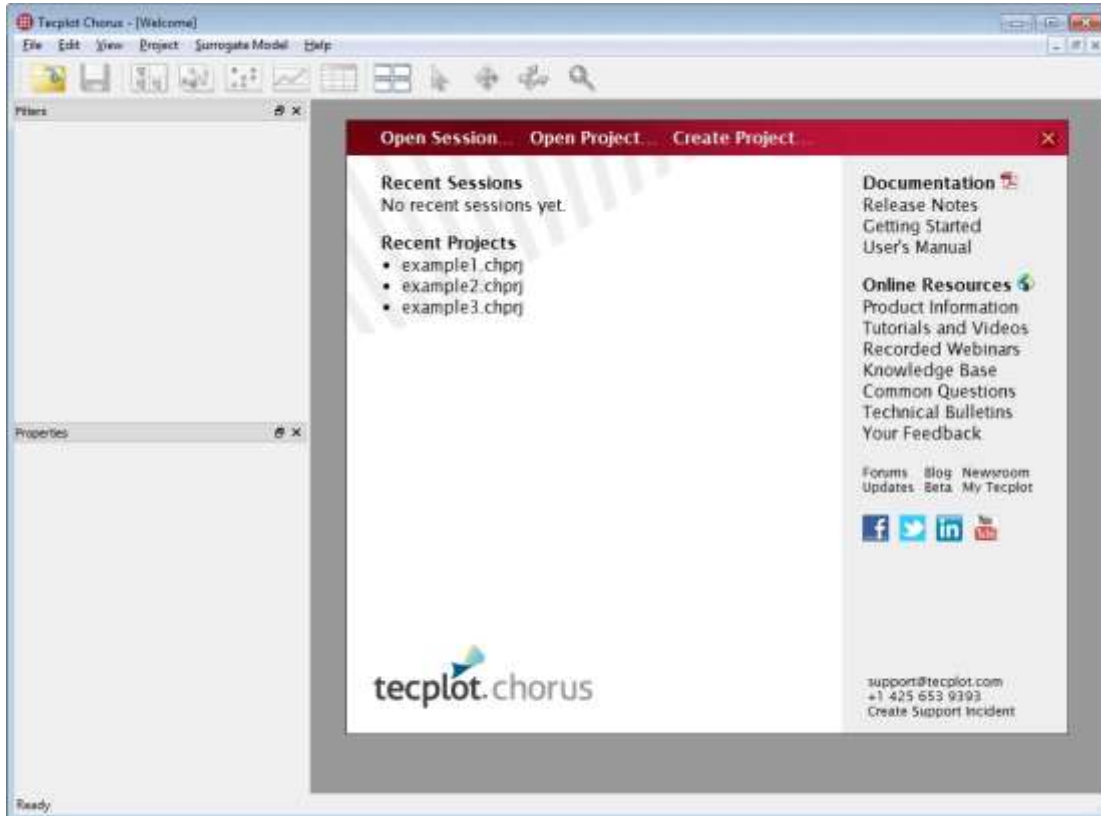 Tecplot Chorus - [Welcome]
File Edit View Project Surrogate Model Help
Filters
Open Session... Open Project... Create Project...
Recent Sessions
No recent sessions yet.
Recent Projects
• example1.chprj
• example2.chprj
• example3.chprj
Documentation
Release Notes
Getting Started
User's Manual
Online Resources
Product Information
Tutorials and Videos
Recorded Webinars
Knowledge Base
Common Questions
Technical Bulletins
Your Feedback
Forums Blog Newsroom
Updates Beta My Tecplot
f in You Tube
tecplot.chorus
support@tecplot.com
+1 425 653 9393
Create Support Incident
Properties
Ready